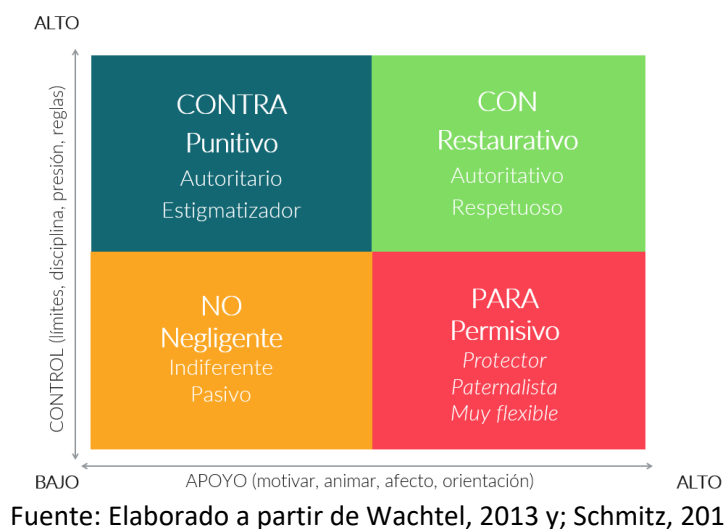 ALTO
CONTRA
Punitivo
Autoritario
Estigmatizador
CON
Restaurativo
Autoritativo
Respetuoso
NO
Negligente
Indiferente
Pasivo
PARA
Permisivo
Protector
Paternalista
Muy flexible
CONTROL (límites, disciplina, presión, reglas)
BAJO
APOYO (motivar, animar, afecto, orientación)
ALTO
Fuente: Elaborado a partir de Wachtel, 2013 y; Schmitz, 201